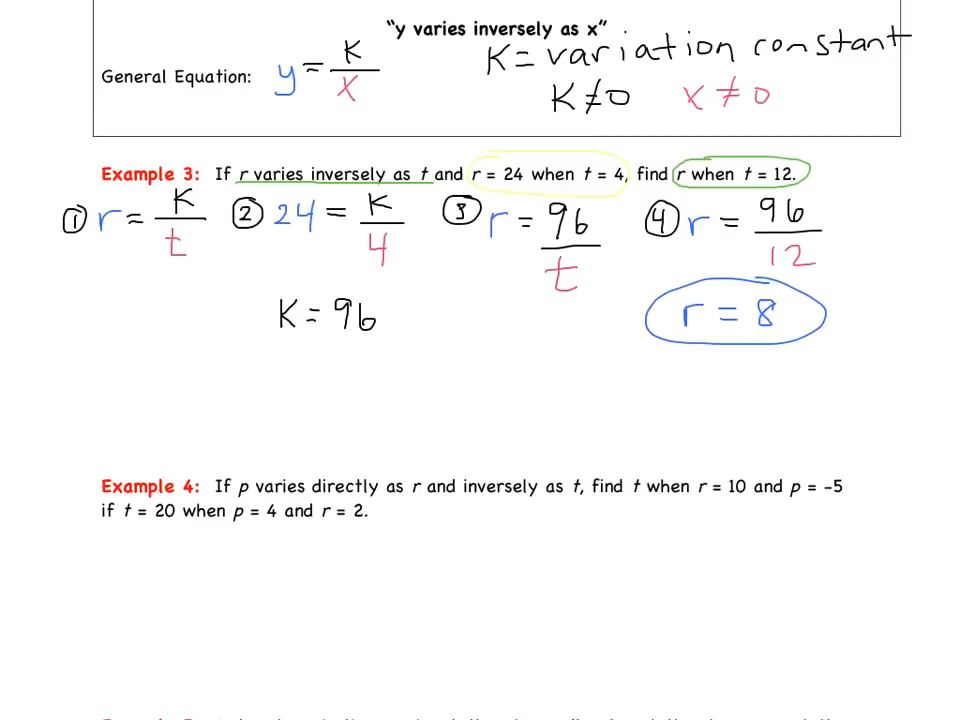 "y varies inversely as x"
General Equation: y = K/x
K = variation constant
K ≠ 0 x ≠ 0
Example 3: If r varies inversely as t and r = 24 when t = 4, find r when t = 12.
① r = K/t ② 24 = K/4 ③ r = 96/t ④ r = 96/12
K = 96 r = 8
Example 4: If p varies directly as r and inversely as t, find t when r = 10 and p = -5
if t = 20 when p = 4 and r = 2.